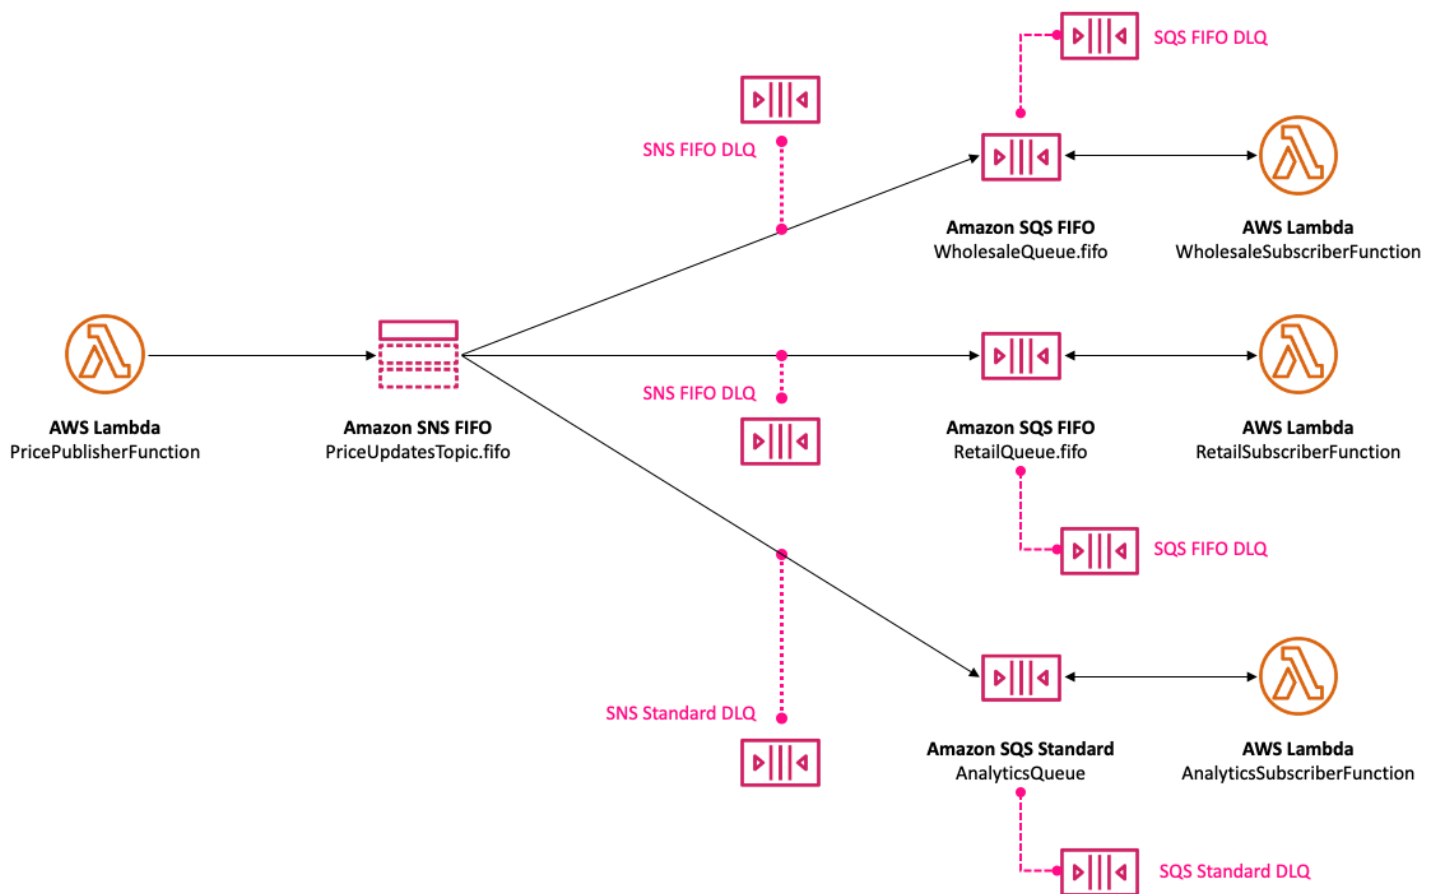 SQS FIFO DLQ
SNS FIFO DLQ
Amazon SQS FIFO
WholesaleQueue.fifo
AWS Lambda
WholesaleSubscriberFunction
AWS Lambda
PricePublisherFunction
Amazon SNS FIFO
PriceUpdatesTopic.fifo
SNS FIFO DLQ
Amazon SQS FIFO
RetailQueue.fifo
AWS Lambda
RetailSubscriberFunction
SQS FIFO DLQ
SNS Standard DLQ
Amazon SQS Standard
AnalyticsQueue
AWS Lambda
AnalyticsSubscriberFunction
SQS Standard DLQ